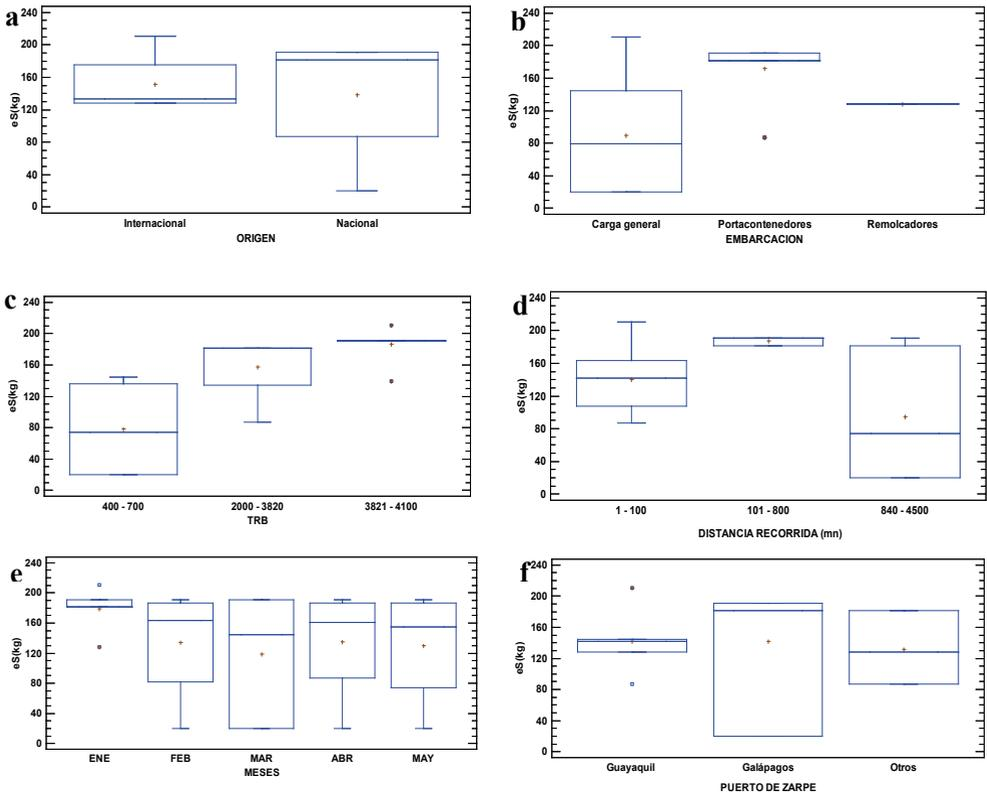 a
240
200
160
120
80
40
0
eS(kg)
Internacional Nacional
ORIGEN
b
240
200
160
120
80
40
0
eS(kg)
Carga general Portacontenedores Remolcadores
EMBARCACION
c
240
200
160
120
80
40
0
eS(kg)
400 - 700 2000 - 3820 3821 - 4100
TRB
d
240
200
160
120
80
40
0
eS(kg)
1 - 100 101 - 800 840 - 4500
DISTANCIA RECORRIDA (mn)
e
240
200
160
120
80
40
0
eS(kg)
ENE FEB MAR ABR MAY
MESES
f
240
200
160
120
80
40
0
eS(kg)
Guayaquil Galápagos Otros
PUERTO DE ZARPE